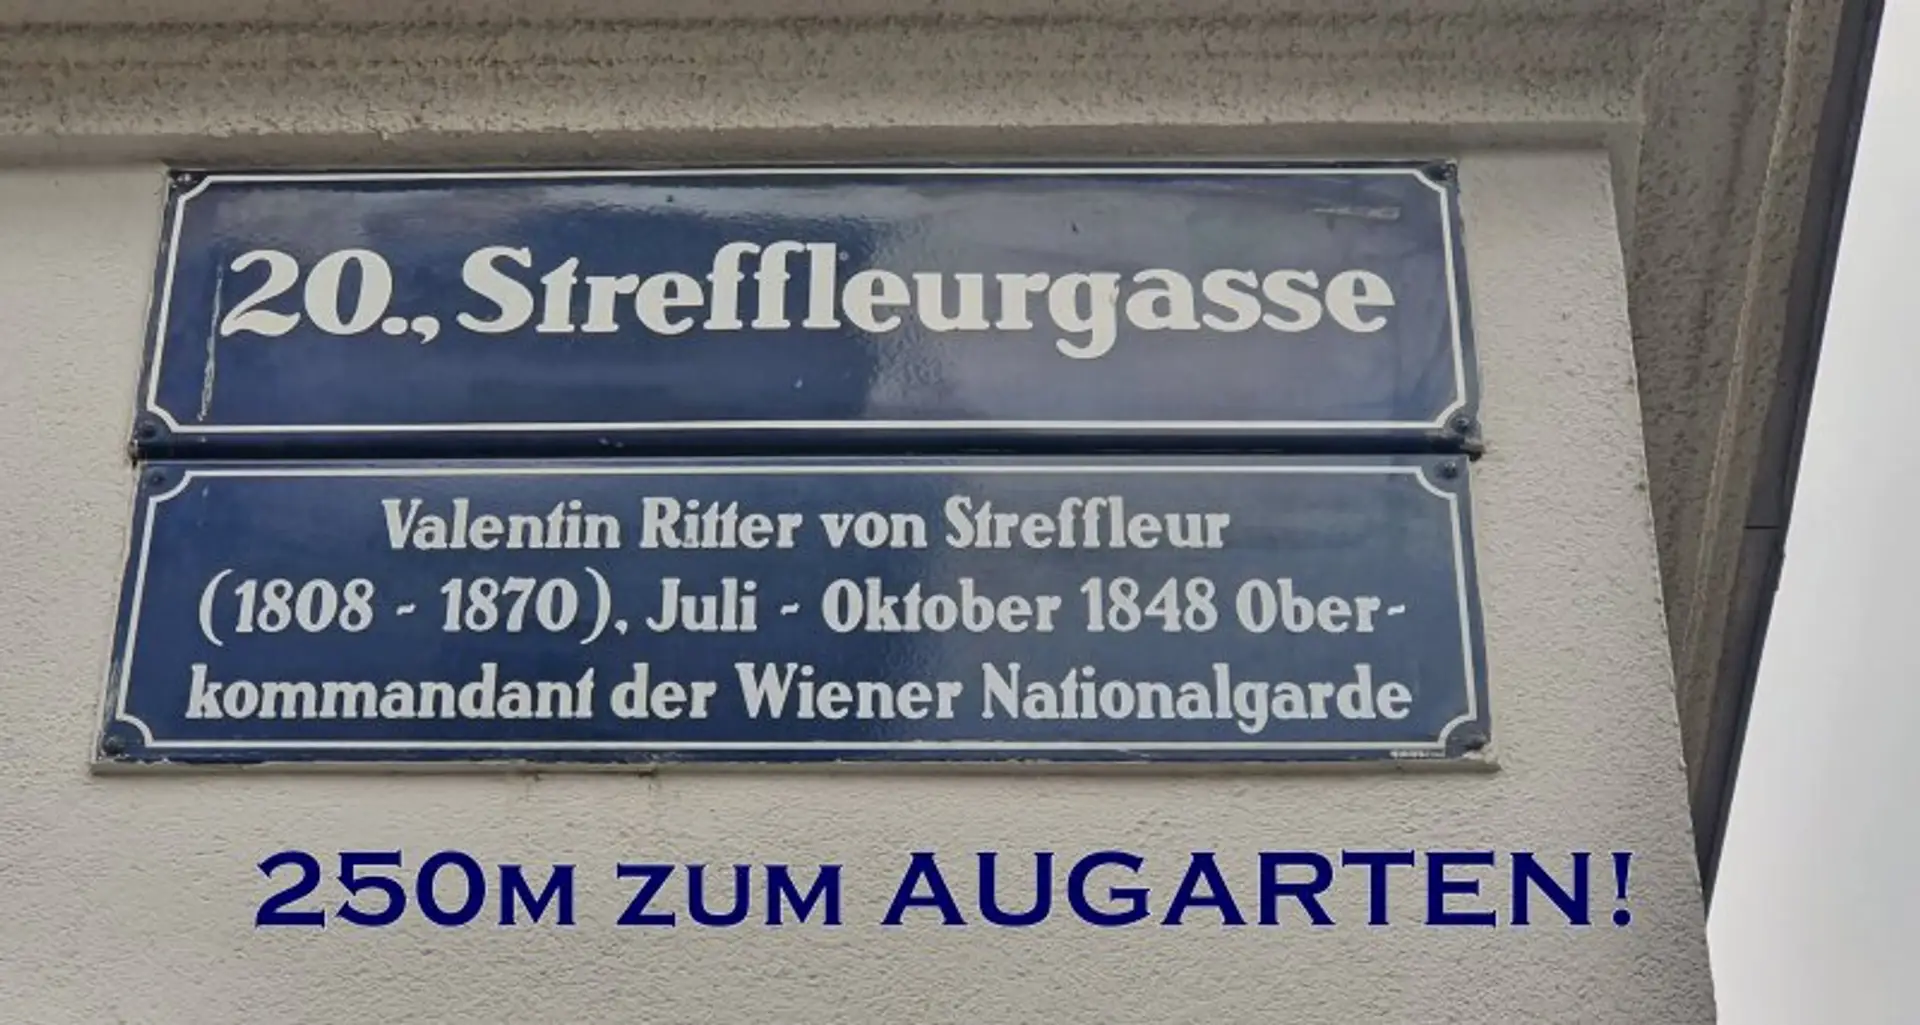 20., Streffleurgasse
Valentin Ritter von Streffleur
(1808 - 1870), Juli - Oktober 1848 Ober-
kommandant der Wiener Nationalgarde
250M ZUM AUGARTEN!